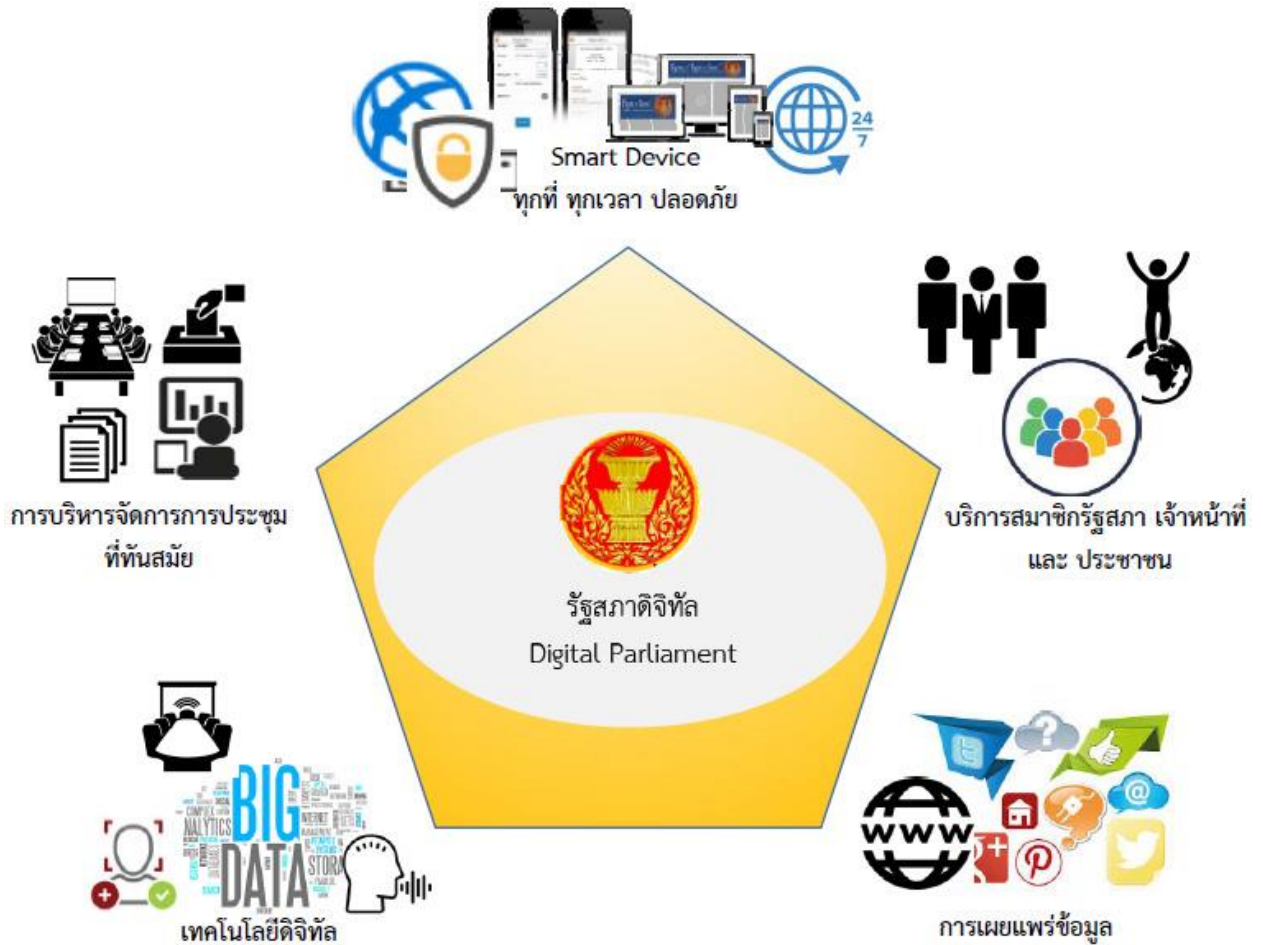 24
7
Smart Device
ทุกที่ ทุกเวลา ปลอดภัย
การบริหารจัดการการประชุม
ที่ทันสมัย
บริการสมาชิกรัฐสภา เจ้าหน้าที่
และ ประชาชน
รัฐสภาดิจิทัล
Digital Parliament
BIG
DATA
COMPLEX
INTERNET
เทคโนโลยีดิจิทัล
?
@
www
g+
การเผยแพร่ข้อมูล